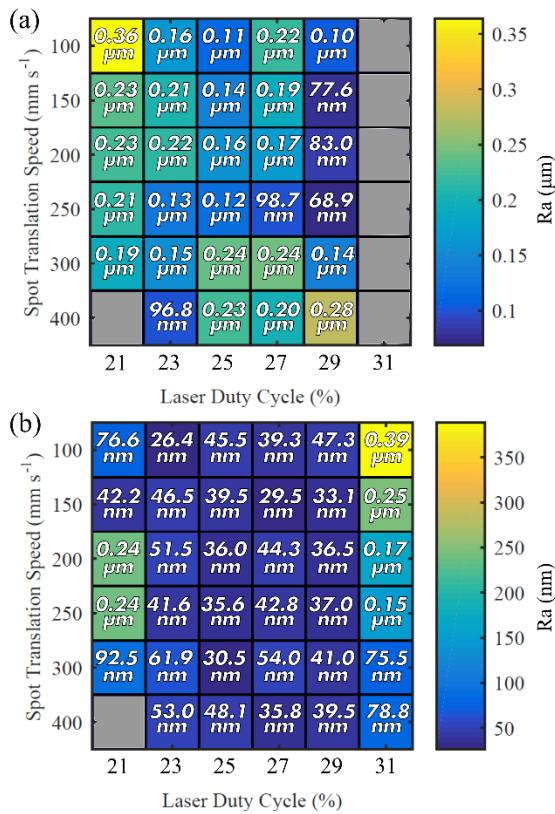 (a)
Spot Translation Speed (mm s⁻¹)
100
0.36 μm 0.16 μm 0.11 μm 0.22 μm 0.10 μm
150
0.23 μm 0.21 μm 0.14 μm 0.19 μm 77.6 nm
200
0.23 μm 0.22 μm 0.16 μm 0.17 μm 83.0 nm
250
0.21 μm 0.13 μm 0.12 μm 98.7 nm 68.9 nm
300
0.19 μm 0.15 μm 0.24 μm 0.24 μm 0.14 μm
400
96.8 nm 0.23 μm 0.20 μm 0.28 μm
21 23 25 27 29 31
Laser Duty Cycle (%)
0.35
0.3
0.25
0.2
0.15
0.1
Ra (μm)
(b)
Spot Translation Speed (mm s⁻¹)
100
76.6 nm 26.4 nm 45.5 nm 39.3 nm 47.3 nm 0.39 μm
150
42.2 nm 46.5 nm 39.5 nm 29.5 nm 33.1 nm 0.25 μm
200
0.24 μm 51.5 nm 36.0 nm 44.3 nm 36.5 nm 0.17 μm
250
0.24 μm 41.6 nm 35.6 nm 42.8 nm 37.0 nm 0.15 μm
300
92.5 nm 61.9 nm 30.5 nm 54.0 nm 41.0 nm 75.5 nm
400
53.0 nm 48.1 nm 35.8 nm 39.5 nm 78.8 nm
21 23 25 27 29 31
Laser Duty Cycle (%)
350
300
250
200
150
100
50
Ra (nm)